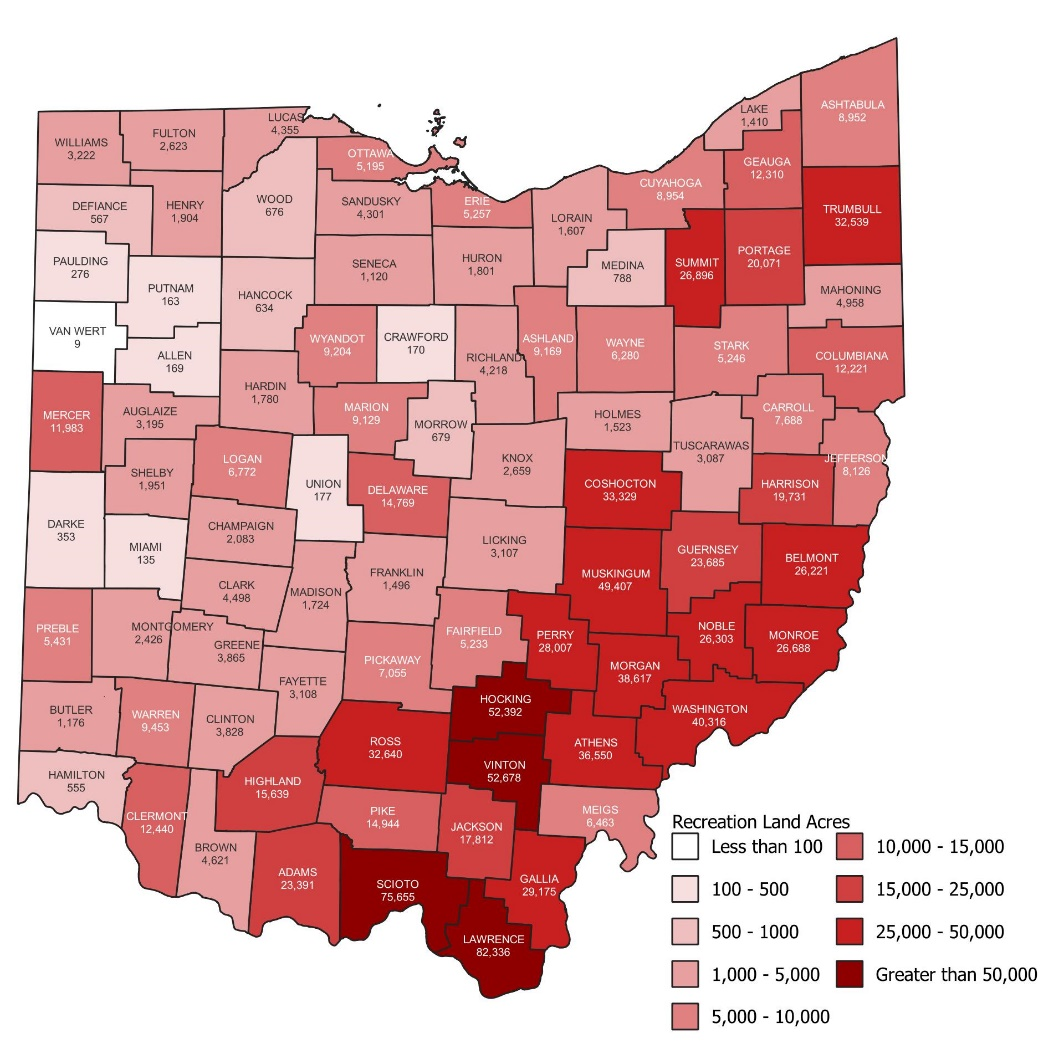 ASHTABULA
8,952
LAKE
1,410
LUCAS
4,355
FULTON
2,623
WILLIAMS
3,222
OTTAWA
5,195
GEAUGA
12,310
CUYAHOGA
8,954
WOOD
676
SANDUSKY
4,301
ERIE
5,257
HENRY
1,904
DEFIANCE
567
LORAIN
1,607
TRUMBULL
32,539
PORTAGE
20,071
SUMMIT
26,896
MEDINA
788
HURON
1,801
SENECA
1,120
PAULDING
276
PUTNAM
163
HANCOCK
634
MAHONING
4,958
VAN WERT
9
ALLEN
169
WYANDOT
9,204
CRAWFORD
170
RICHLAND
4,218
ASHLAND
9,169
WAYNE
6,280
STARK
5,246
COLUMBIANA
12,221
HARDIN
1,780
MERCER
11,983
AUGLAIZE
3,195
MARION
9,129
MORROW
679
HOLMES
1,523
CARROLL
7,688
TUSCARAWAS
3,087
JEFFERSON
8,126
KNOX
2,659
LOGAN
6,772
SHELBY
1,951
UNION
177
DELAWARE
14,769
COSHOCTON
33,329
HARRISON
19,731
DARKE
353
CHAMPAIGN
2,083
MIAMI
135
LICKING
3,107
GUERNSEY
23,685
BELMONT
26,221
MUSKINGUM
49,407
FRANKLIN
1,496
CLARK
4,498
MADISON
1,724
PREBLE
5,431
MONTGOMERY
2,426
GREENE
3,865
FAIRFIELD
5,233
PERRY
28,007
NOBLE
26,303
MONROE
26,688
PICKAWAY
7,055
MORGAN
38,617
FAYETTE
3,108
HOCKING
52,392
WASHINGTON
40,316
BUTLER
1,176
WARREN
9,453
CLINTON
3,828
ROSS
32,640
ATHENS
36,550
VINTON
52,678
HAMILTON
555
HIGHLAND
15,639
CLERMONT
12,440
PIKE
14,944
JACKSON
17,812
MEIGS
6,463
BROWN
4,621
ADAMS
23,391
SCIOTO
75,655
GALLIA
29,175
LAWRENCE
82,336
Recreation Land Acres
Less than 100
100 - 500
500 - 1000
1,000 - 5,000
5,000 - 10,000
10,000 - 15,000
15,000 - 25,000
25,000 - 50,000
Greater than 50,000